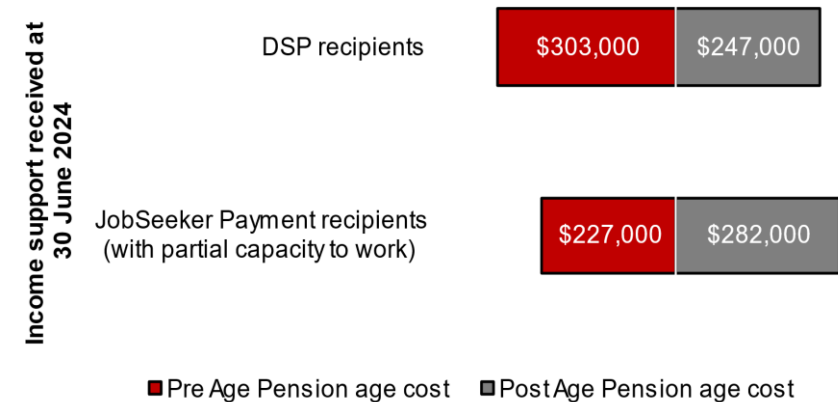 Income support received at
30 June 2024
DSP recipients
$303,000
$247,000
JobSeeker Payment recipients
(with partial capacity to work)
$227,000
$282,000
Pre Age Pension age cost
Post Age Pension age cost